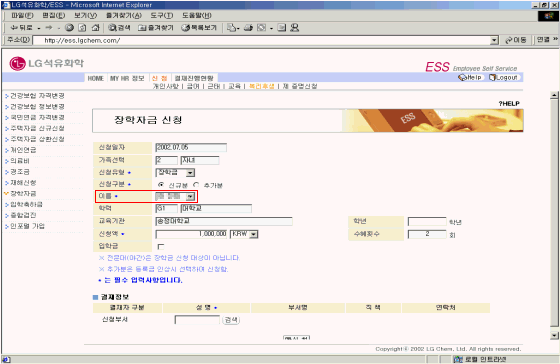 LG석유화학/ESS - Microsoft Internet Explorer
파일(F) 편집(E) 보기(V) 즐겨찾기(A) 도구(T) 도움말(H)
뒤로 검색 즐겨찾기 목록보기
주소(D) http://ess.lgchem.com/ 이동 연결 »
LG석유화학
ESS Employee Self Service
HOME MY HR 정보 신 청 결재진행현황
Help Logout
개인사항 | 급여 | 근태 | 교육 | 복리후생 | 제 증명신청
?HELP
건강보험 자격변경
건강보험 정보변경
국민연금 자격변경
주택자금 신규신청
주택자금 상환신청
개인연금
의료비
경조금
재해신청
장학자금
입학축하금
종합검진
인포멀 가입
장학자금 신청
ESS
신청일자 2002.07.05
가족선택 2 자녀
신청유형 장학금
신청구분 신규분 추가분
이름
학력 G1 대학교
교육기관 숭정대학교 학년 학년
신청액 1,000,000 KRW 수혜횟수 2 회
입학금
※ 전문대(야간)은 장학금 신청 대상이 아닙니다.
※ 추가분은 등록금 인상시 선택하여 신청함.
* 는 필수 입력사항입니다.
결재정보
결재자 구분 성 명 부서명 직 책 연락처
신청부서 검색
Copyright © 2002 LG Chem, Ltd. All rights reserved.
로컬 인트라넷